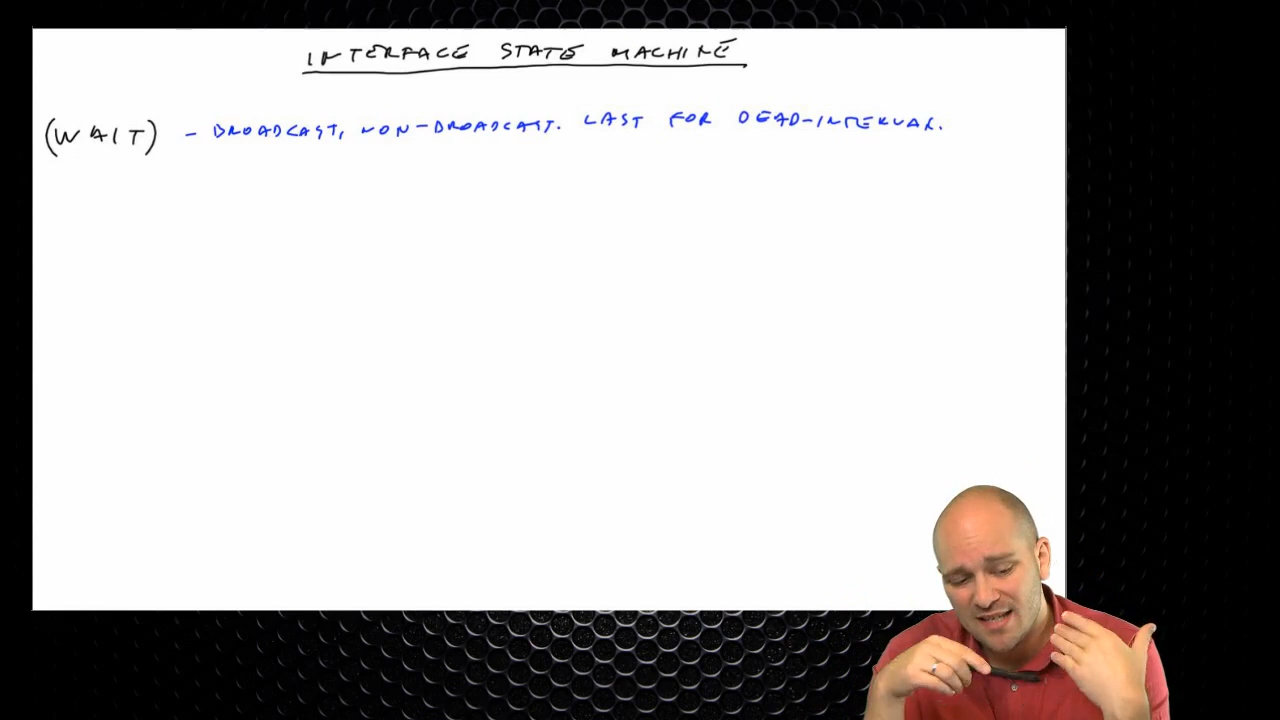 INTERFACE STATE MACHINE
(WAIT) - BROADCAST, NON-BROADCAST. LAST FOR DEAD-INTERVAL.